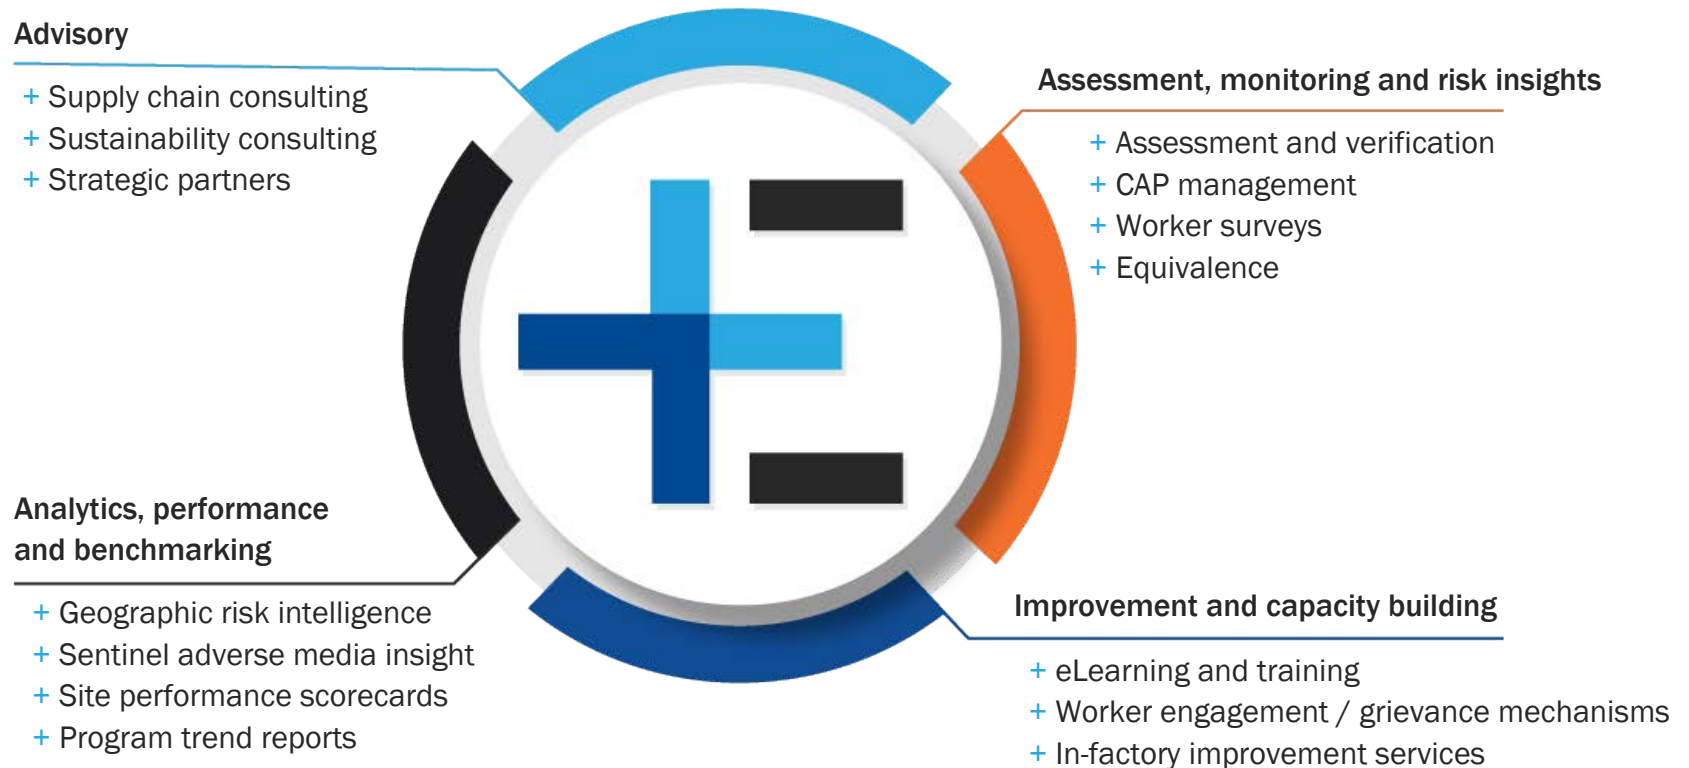 Advisory
+ Supply chain consulting
+ Sustainability consulting
+ Strategic partners
Assessment, monitoring and risk insights
+ Assessment and verification
+ CAP management
+ Worker surveys
+ Equivalence
Analytics, performance
and benchmarking
+ Geographic risk intelligence
+ Sentinel adverse media insight
+ Site performance scorecards
+ Program trend reports
Improvement and capacity building
+ eLearning and training
+ Worker engagement / grievance mechanisms
+ In-factory improvement services